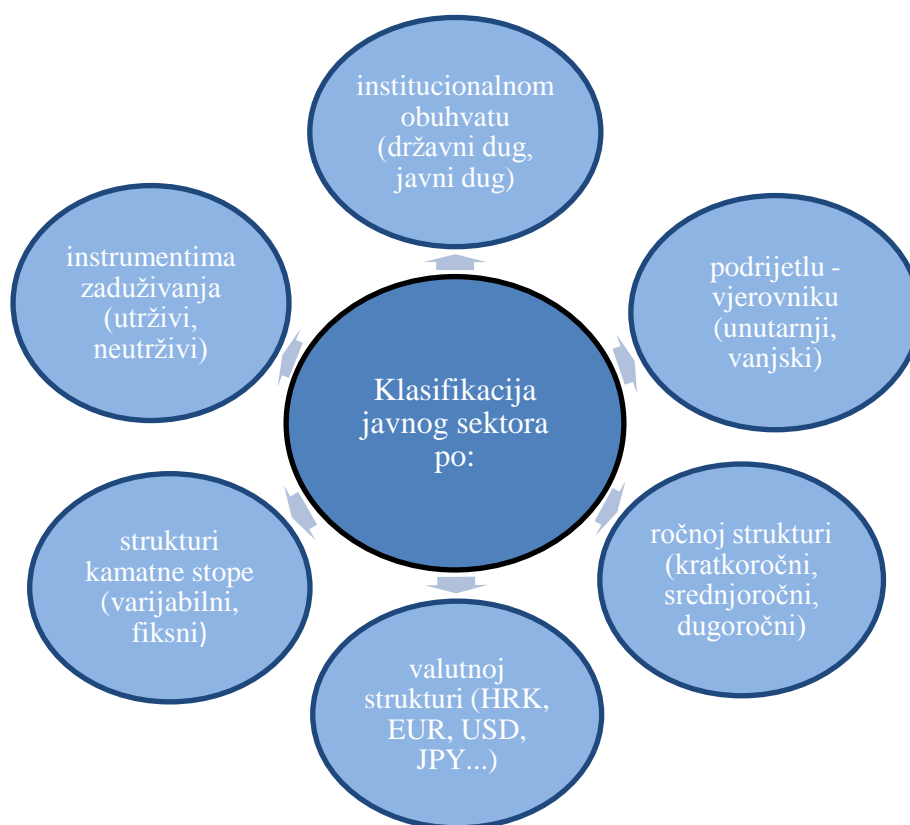 institucionalnom
obuhvatu
(državni dug,
javni dug)
instrumentima
zaduživanja
(utrživi,
neutrživi)
podrijetlu -
vjerovniku
(unutarnji,
vanjski)
Klasifikacija
javnog sektora
po:
strukturi
kamatne stope
(varijabilni,
fiksni)
ročnoj strukturi
(kratkoročni,
srednjoročni,
dugoročni)
valutnoj
strukturi (HRK,
EUR, USD,
JPY...)